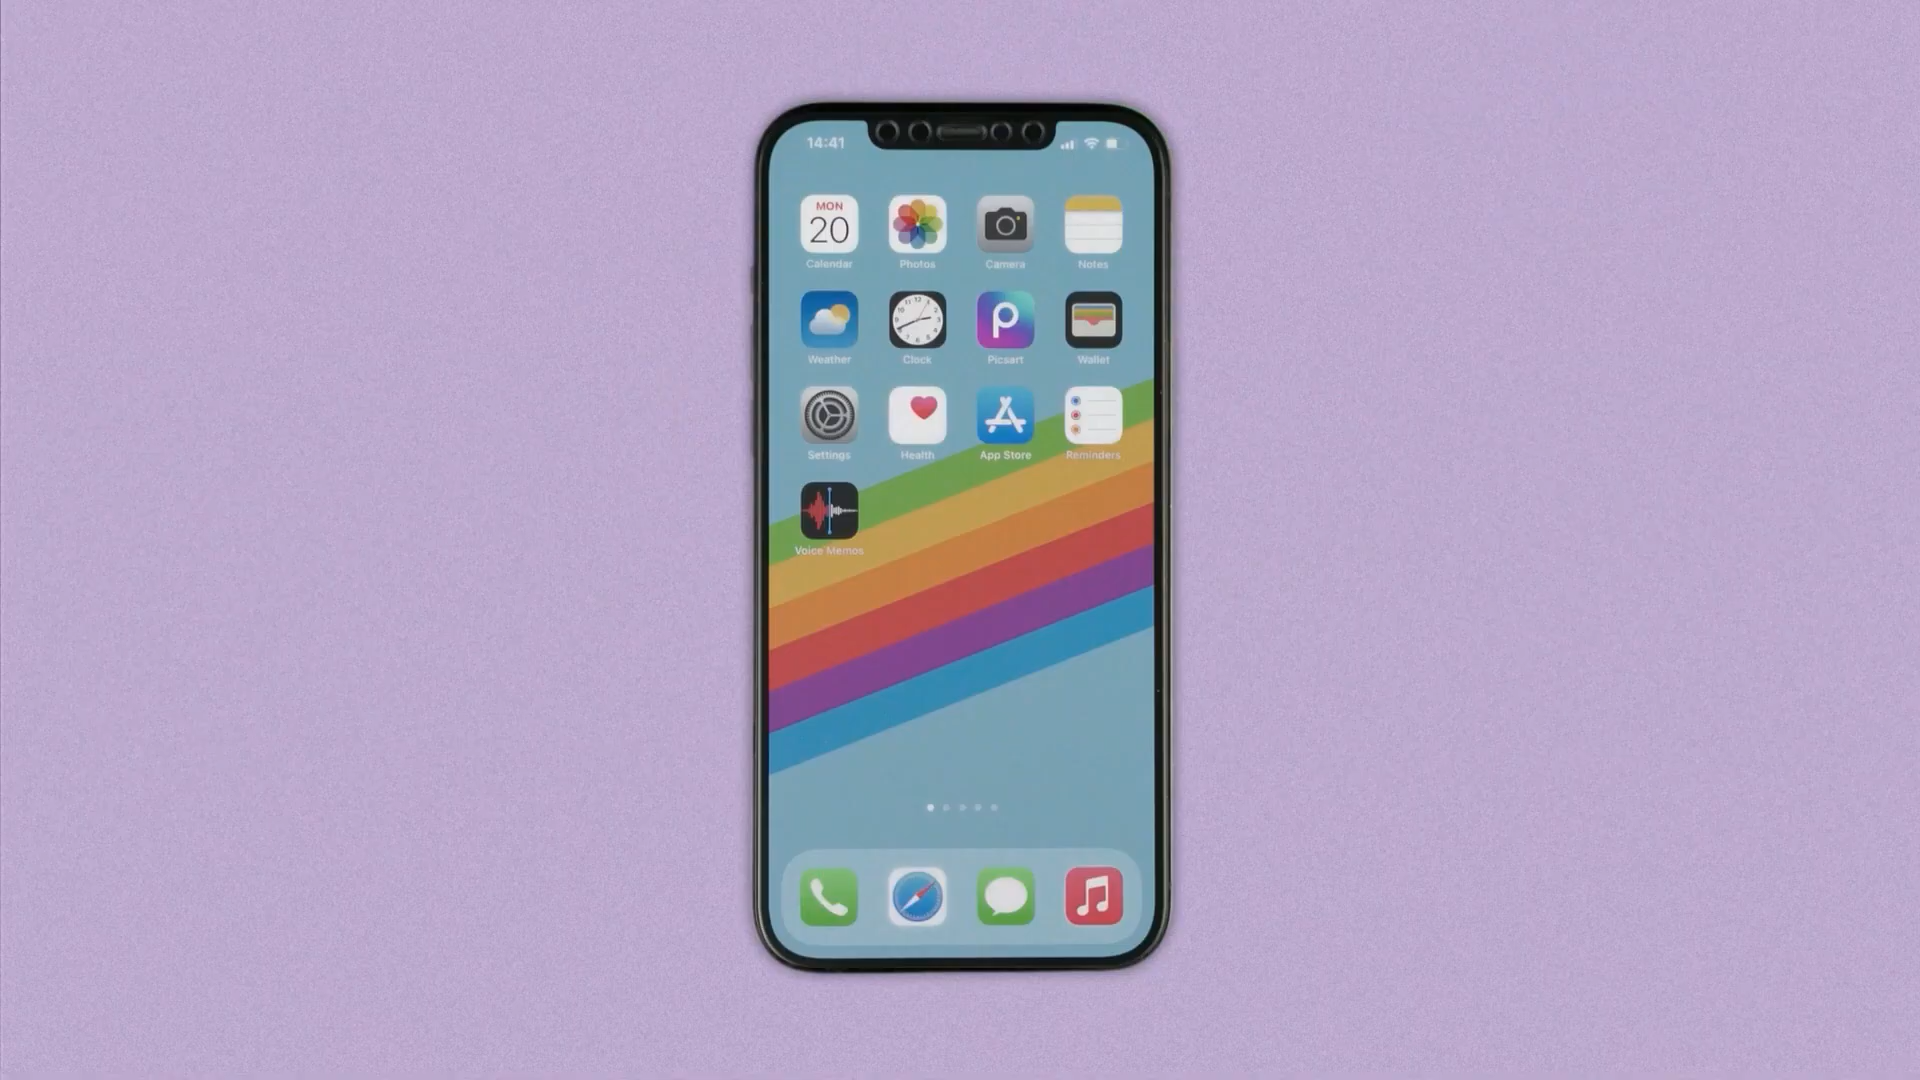 14:41
MON
20
Calendar Photos Camera Notes
Weather Clock Picsart Wallet
Settings Health App Store Reminders
Voice Memos